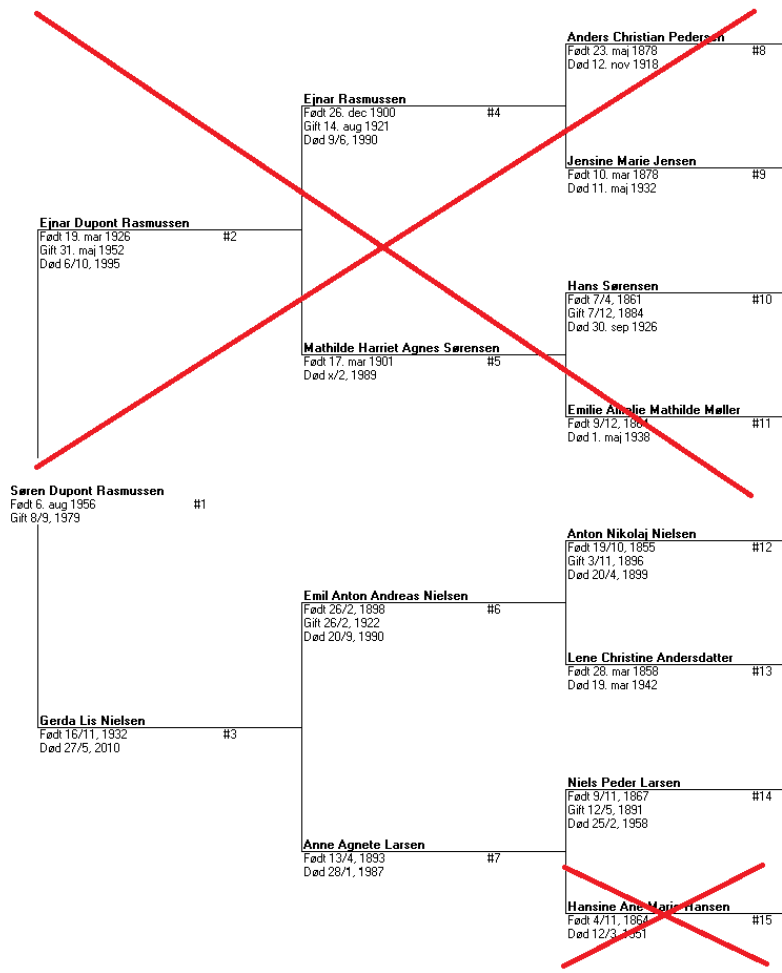 Anders Christian Pedersen
Født 23. maj 1878 #8
Død 12. nov 1918
Ejnar Rasmussen
Født 26. dec 1900 #4
Gift 14. aug 1921
Død 9/6, 1990
Jensine Marie Jensen
Født 10. mar 1878 #9
Død 11. maj 1932
Ejnar Dupont Rasmussen
Født 19. mar 1926 #2
Gift 31. maj 1952
Død 6/10, 1995
Hans Sørensen
Født 7/4, 1861 #10
Gift 7/12, 1884
Død 30. sep 1926
Mathilde Harriet Agnes Sørensen
Født 17. mar 1901 #5
Død x/2, 1989
Emilie Amelie Mathilde Møller
Født 9/12, 1864 #11
Død 1. maj 1938
Søren Dupont Rasmussen
Født 6. aug 1956 #1
Gift 8/9, 1979
Anton Nikolaj Nielsen
Født 19/10, 1855 #12
Gift 3/11, 1896
Død 20/4, 1899
Emil Anton Andreas Nielsen
Født 26/2, 1898 #6
Gift 26/2, 1922
Død 20/9, 1990
Lene Christine Andersdatter
Født 28. mar 1858 #13
Død 19. mar 1942
Gerda Lis Nielsen
Født 16/11, 1932 #3
Død 27/5, 2010
Niels Peder Larsen
Født 9/11, 1867 #14
Gift 12/5, 1891
Død 25/2, 1958
Anne Agnete Larsen
Født 13/4, 1893 #7
Død 28/1, 1987
Hansine Ane Marie Hansen
Født 4/11, 1864 #15
Død 12/3, 1951